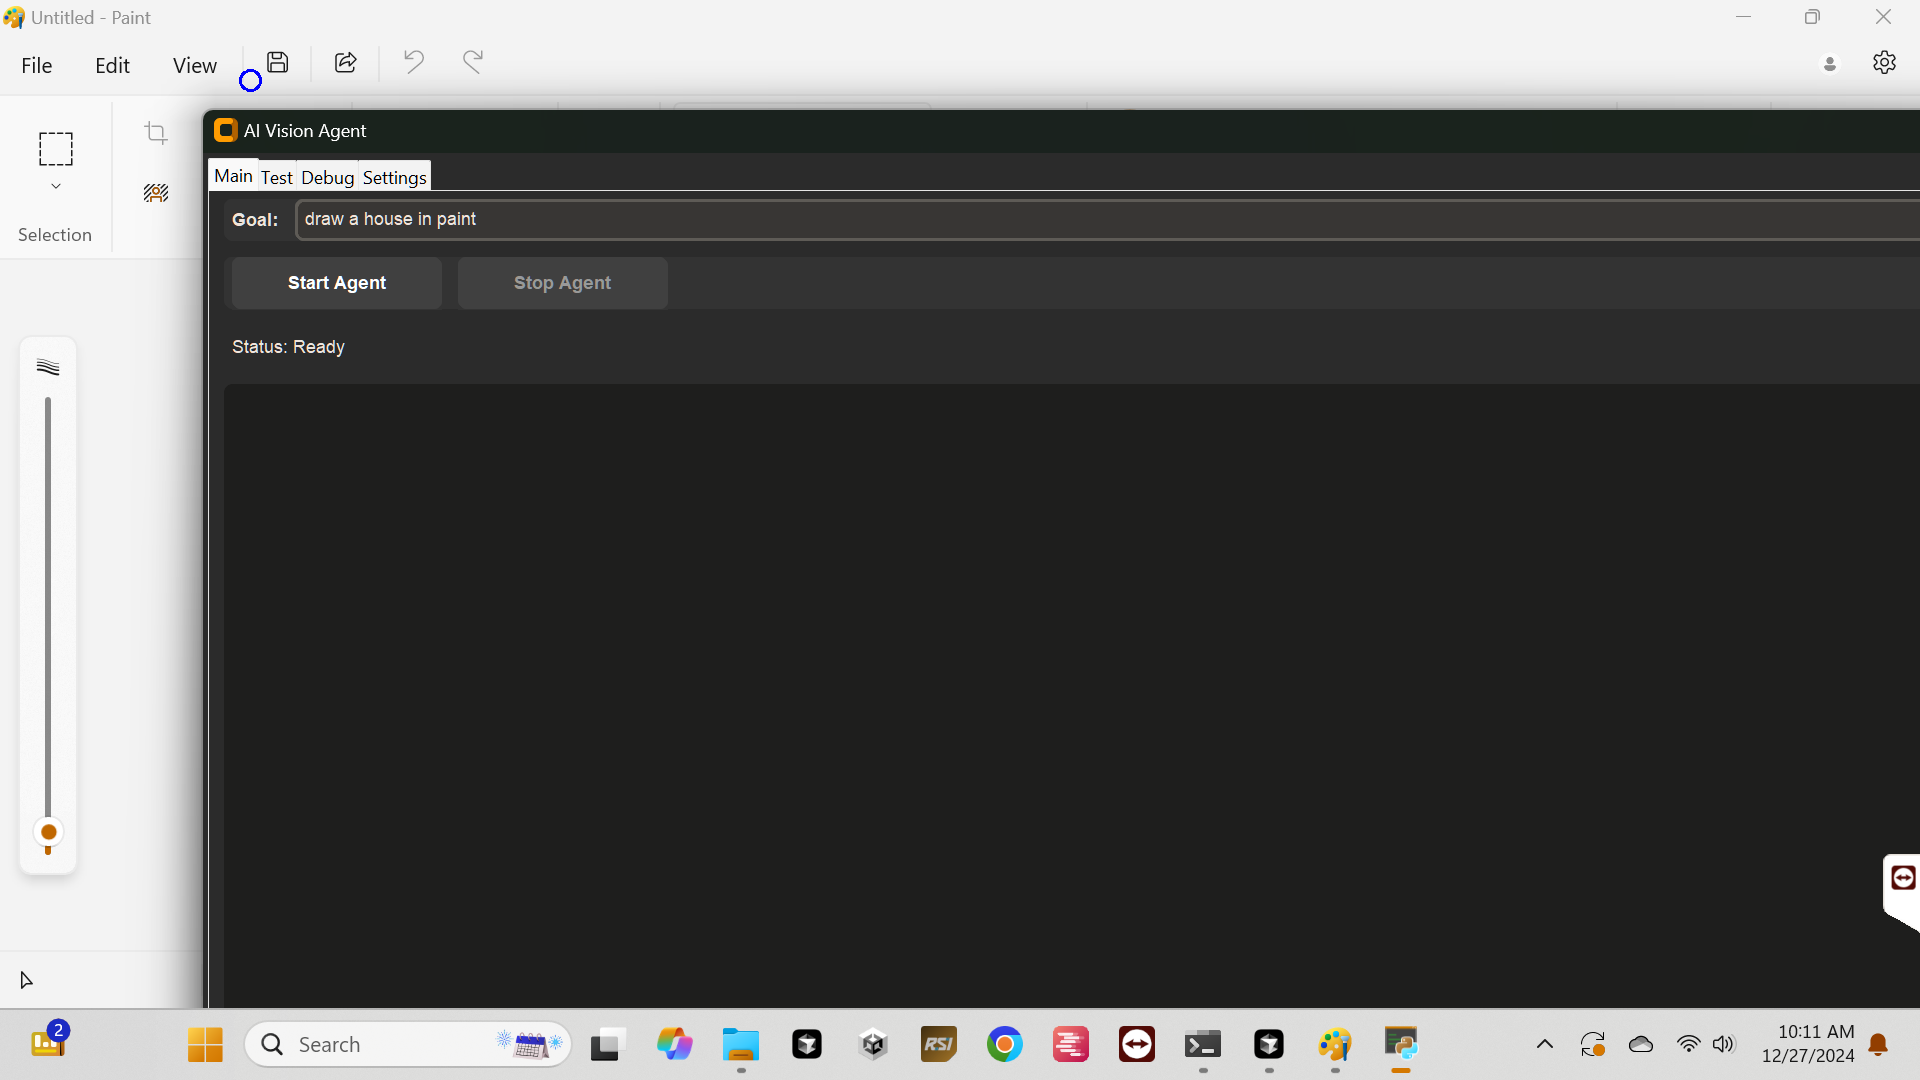 Untitled - Paint
File Edit View
AI Vision Agent
Main Test Debug Settings
Goal: draw a house in paint
Selection
Start Agent Stop Agent
Status: Ready
2
Search
RSI
10:11 AM
12/27/2024